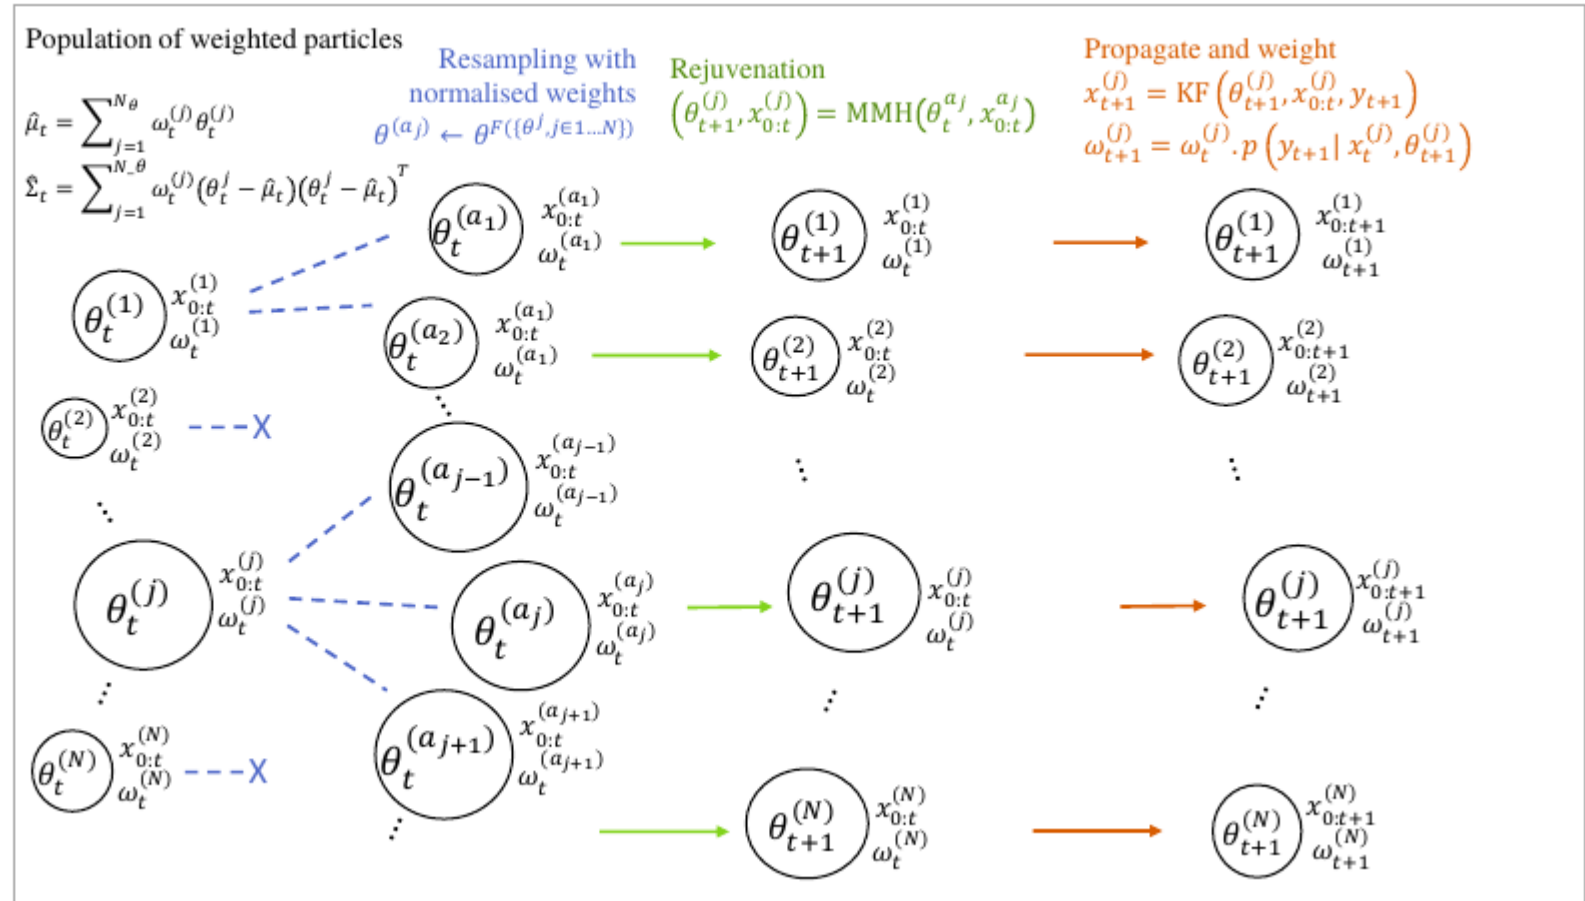 Population of weighted particles
μ̂_t = ∑_{j=1}^{N_θ} ω_t^{(j)} θ_t^{(j)}
Σ̂_t = ∑_{j=1}^{N_θ} ω_t^{(j)} (θ_t^j − μ̂_t)(θ_t^j − μ̂_t)^T
θ_t^{(1)} x_{0:t}^{(1)} ω_t^{(1)}
θ_t^{(2)} x_{0:t}^{(2)} ω_t^{(2)} X
⋱
θ_t^{(j)} x_{0:t}^{(j)} ω_t^{(j)}
⋰
θ_t^{(N)} x_{0:t}^{(N)} ω_t^{(N)} X
Resampling with
normalised weights
θ^{(a_j)} ← θ^{F({θ^j, j∈1…N})}
θ_t^{(a_1)} x_{0:t}^{(a_1)} ω_t^{(a_1)}
θ_t^{(a_2)} x_{0:t}^{(a_1)} ω_t^{(a_1)}
⋱
θ_t^{(a_{j−1})} x_{0:t}^{(a_{j−1})} ω_t^{(a_{j−1})}
θ_t^{(a_j)} x_{0:t}^{(a_j)} ω_t^{(a_j)}
θ_t^{(a_{j+1})} x_{0:t}^{(a_{j+1})} ω_t^{(a_{j+1})}
⋰
Rejuvenation
(θ_{t+1}^{(j)}, x_{0:t}^{(j)}) = MMH(θ_t^{a_j}, x_{0:t}^{a_j})
θ_{t+1}^{(1)} x_{0:t}^{(1)} ω_t^{(1)}
θ_{t+1}^{(2)} x_{0:t}^{(2)} ω_t^{(2)}
⋱
θ_{t+1}^{(j)} x_{0:t}^{(j)} ω_t^{(j)}
⋰
θ_{t+1}^{(N)} x_{0:t}^{(N)} ω_t^{(N)}
Propagate and weight
x_{t+1}^{(j)} = KF(θ_{t+1}^{(j)}, x_{0:t}^{(j)}, y_{t+1})
ω_{t+1}^{(j)} = ω_t^{(j)}.p(y_{t+1}| x_t^{(j)}, θ_{t+1}^{(j)})
θ_{t+1}^{(1)} x_{0:t+1}^{(1)} ω_{t+1}^{(1)}
θ_{t+1}^{(2)} x_{0:t+1}^{(2)} ω_{t+1}^{(2)}
⋱
θ_{t+1}^{(j)} x_{0:t+1}^{(j)} ω_{t+1}^{(j)}
⋰
θ_{t+1}^{(N)} x_{0:t+1}^{(N)} ω_{t+1}^{(N)}